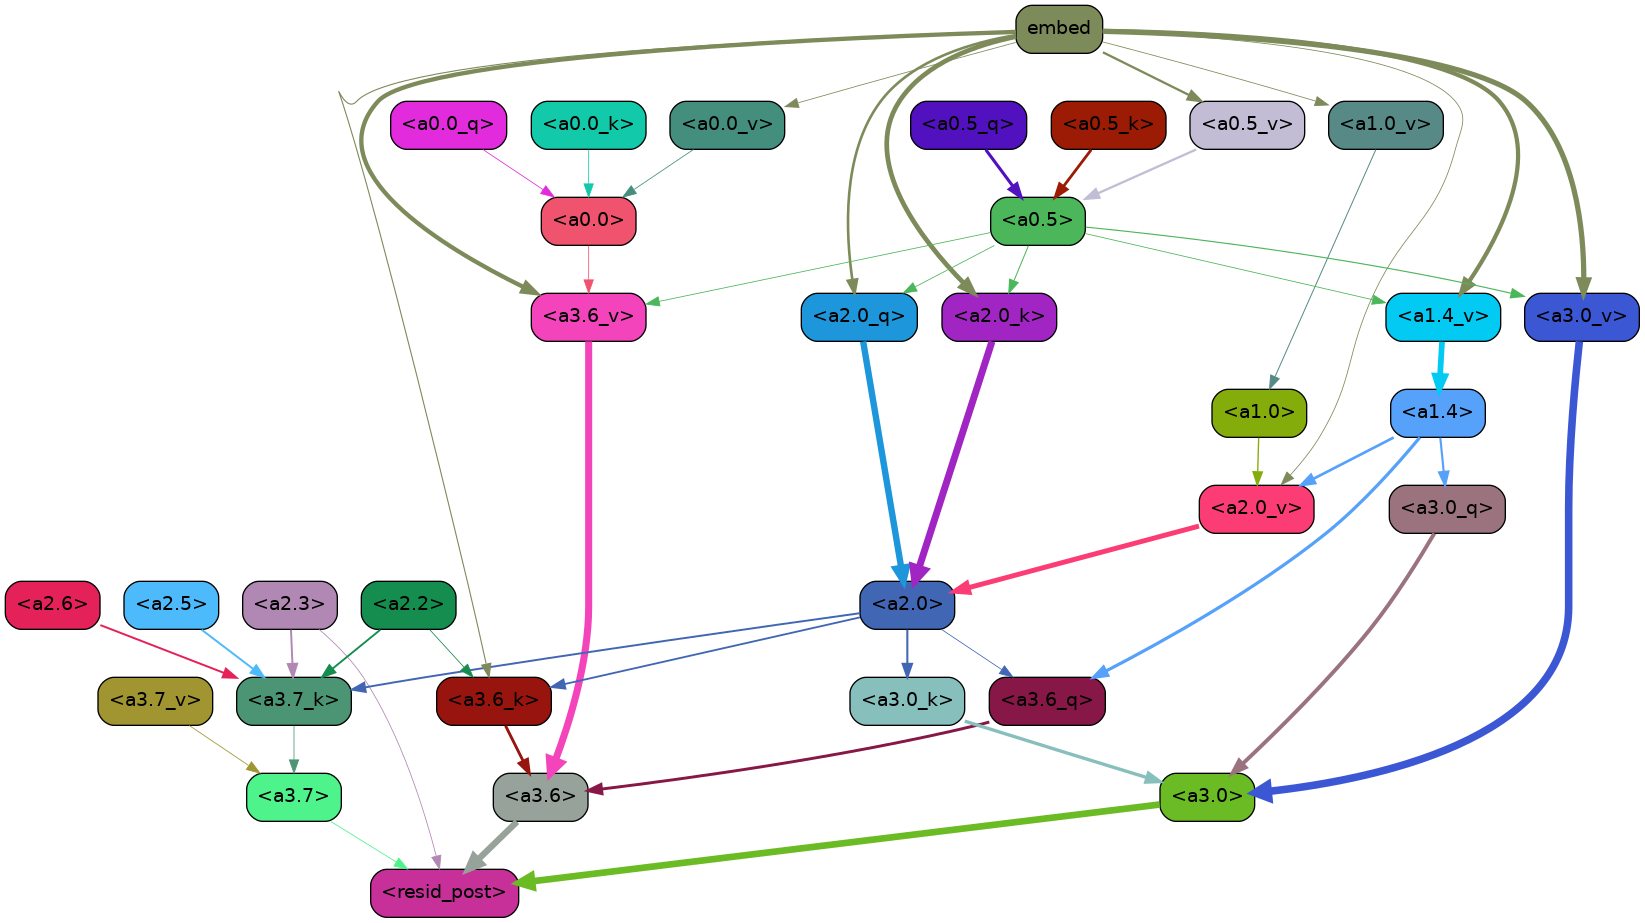 embed
<a0.0_q> <a0.0_k> <a0.0_v> <a0.5_q> <a0.5_k> <a0.5_v> <a1.0_v>
<a0.0> <a0.5>
<a3.6_v> <a2.0_q> <a2.0_k> <a1.4_v> <a3.0_v>
<a1.0> <a1.4>
<a2.0_v> <a3.0_q>
<a2.6> <a2.5> <a2.3> <a2.2> <a2.0>
<a3.7_v> <a3.7_k> <a3.6_k> <a3.0_k> <a3.6_q>
<a3.7> <a3.6> <a3.0>
<resid_post>